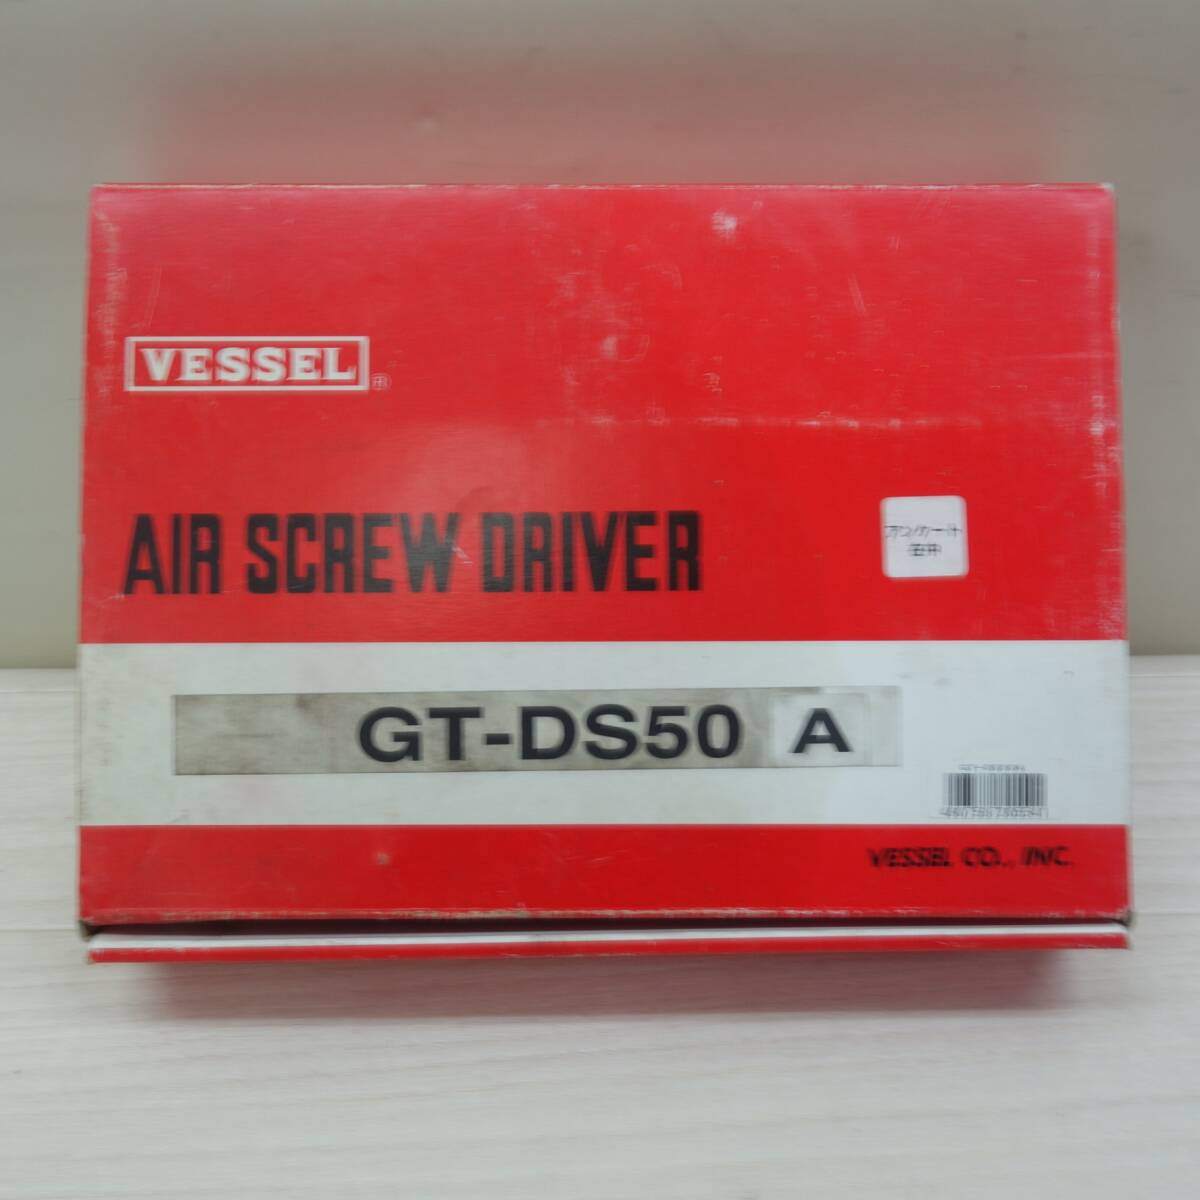 VESSEL
®
AIR SCREW DRIVER
GT-DS50 A
VESSEL CO., INC.